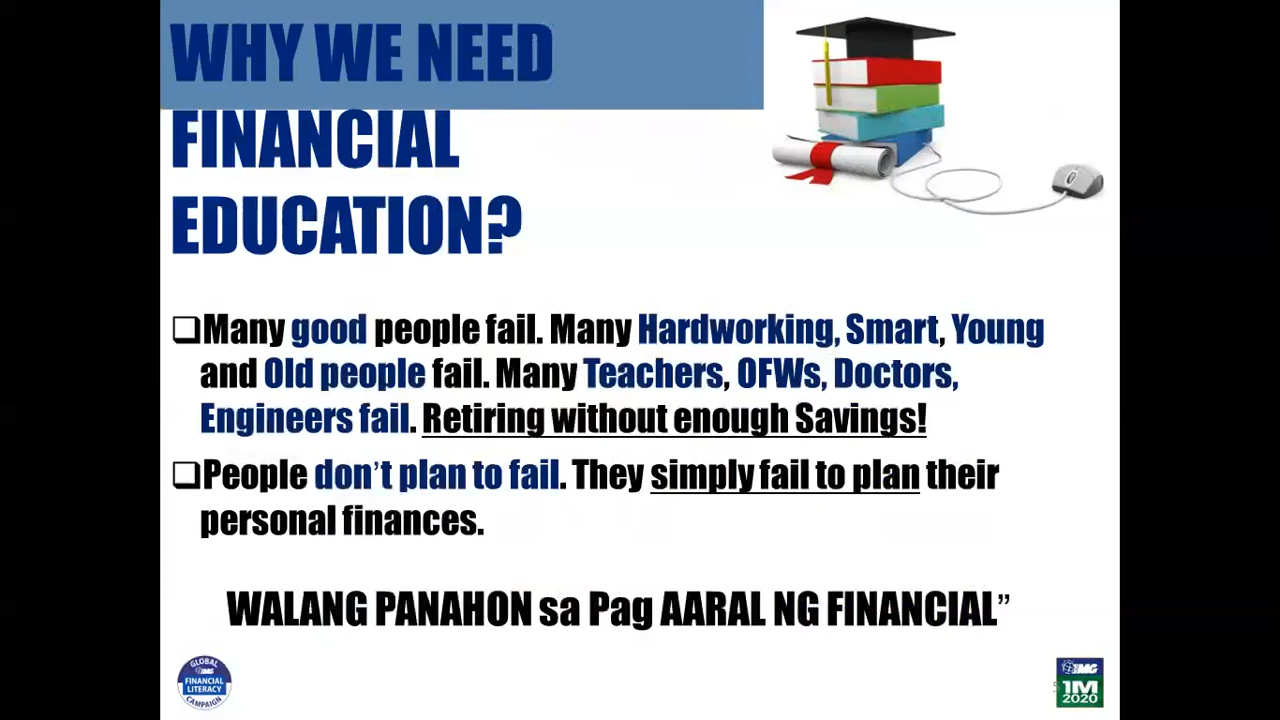 WHY WE NEED
FINANCIAL
EDUCATION?
Many good people fail. Many Hardworking, Smart, Young
and Old people fail. Many Teachers, OFWs, Doctors,
Engineers fail. Retiring without enough Savings!
People don’t plan to fail. They simply fail to plan their
personal finances.
WALANG PANAHON sa Pag AARAL NG FINANCIAL”
GLOBAL
IMG
FINANCIAL
LITERACY
CAMPAIGN
IMG
5
1M
2020